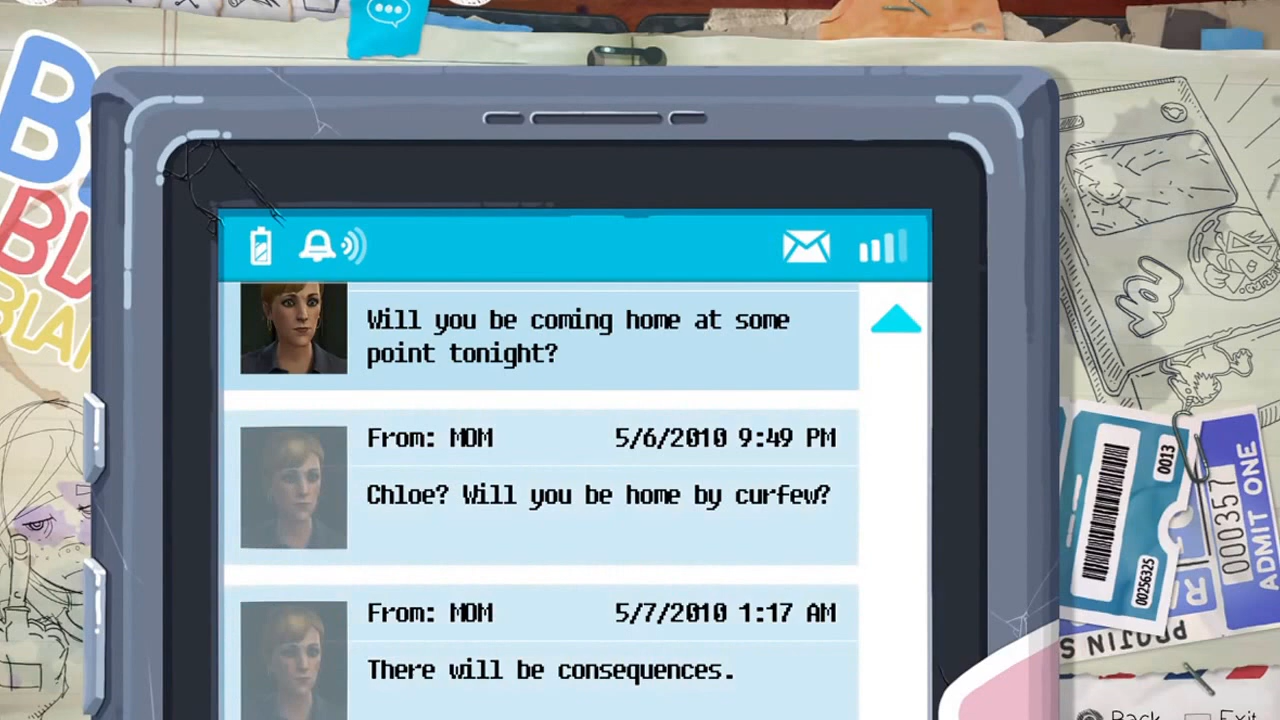 Will you be coming home at some
point tonight?
From: MOM 5/6/2010 9:49 PM
Chloe? Will you be home by curfew?
From: MOM 5/7/2010 1:17 AM
There will be consequences.
BL
BLA
0013
00256325
000357
ADMIT ONE
Back
Exit